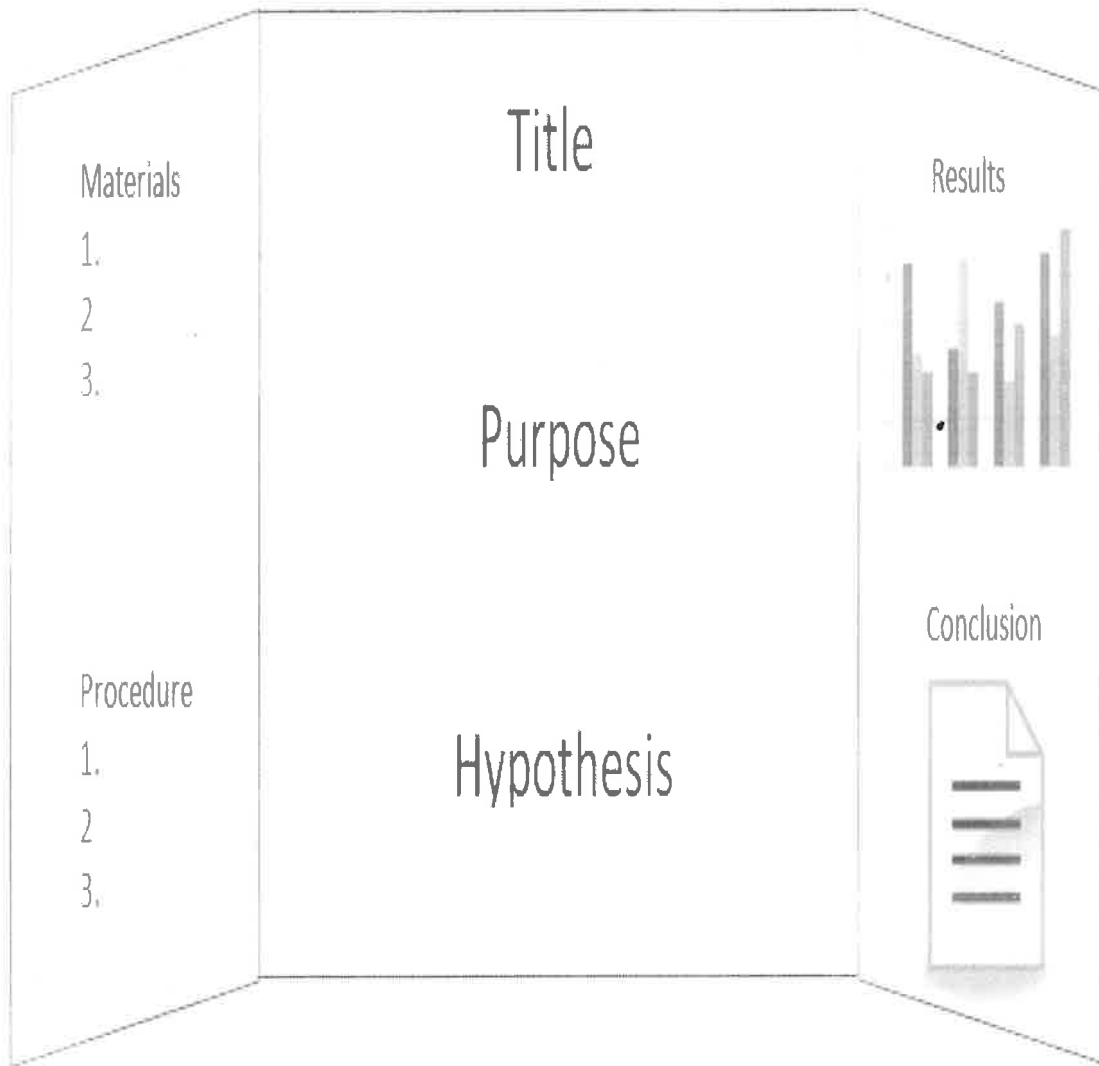 Materials
1.
2
3.
Procedure
1.
2
3.
Title
Purpose
Hypothesis
Results
Conclusion